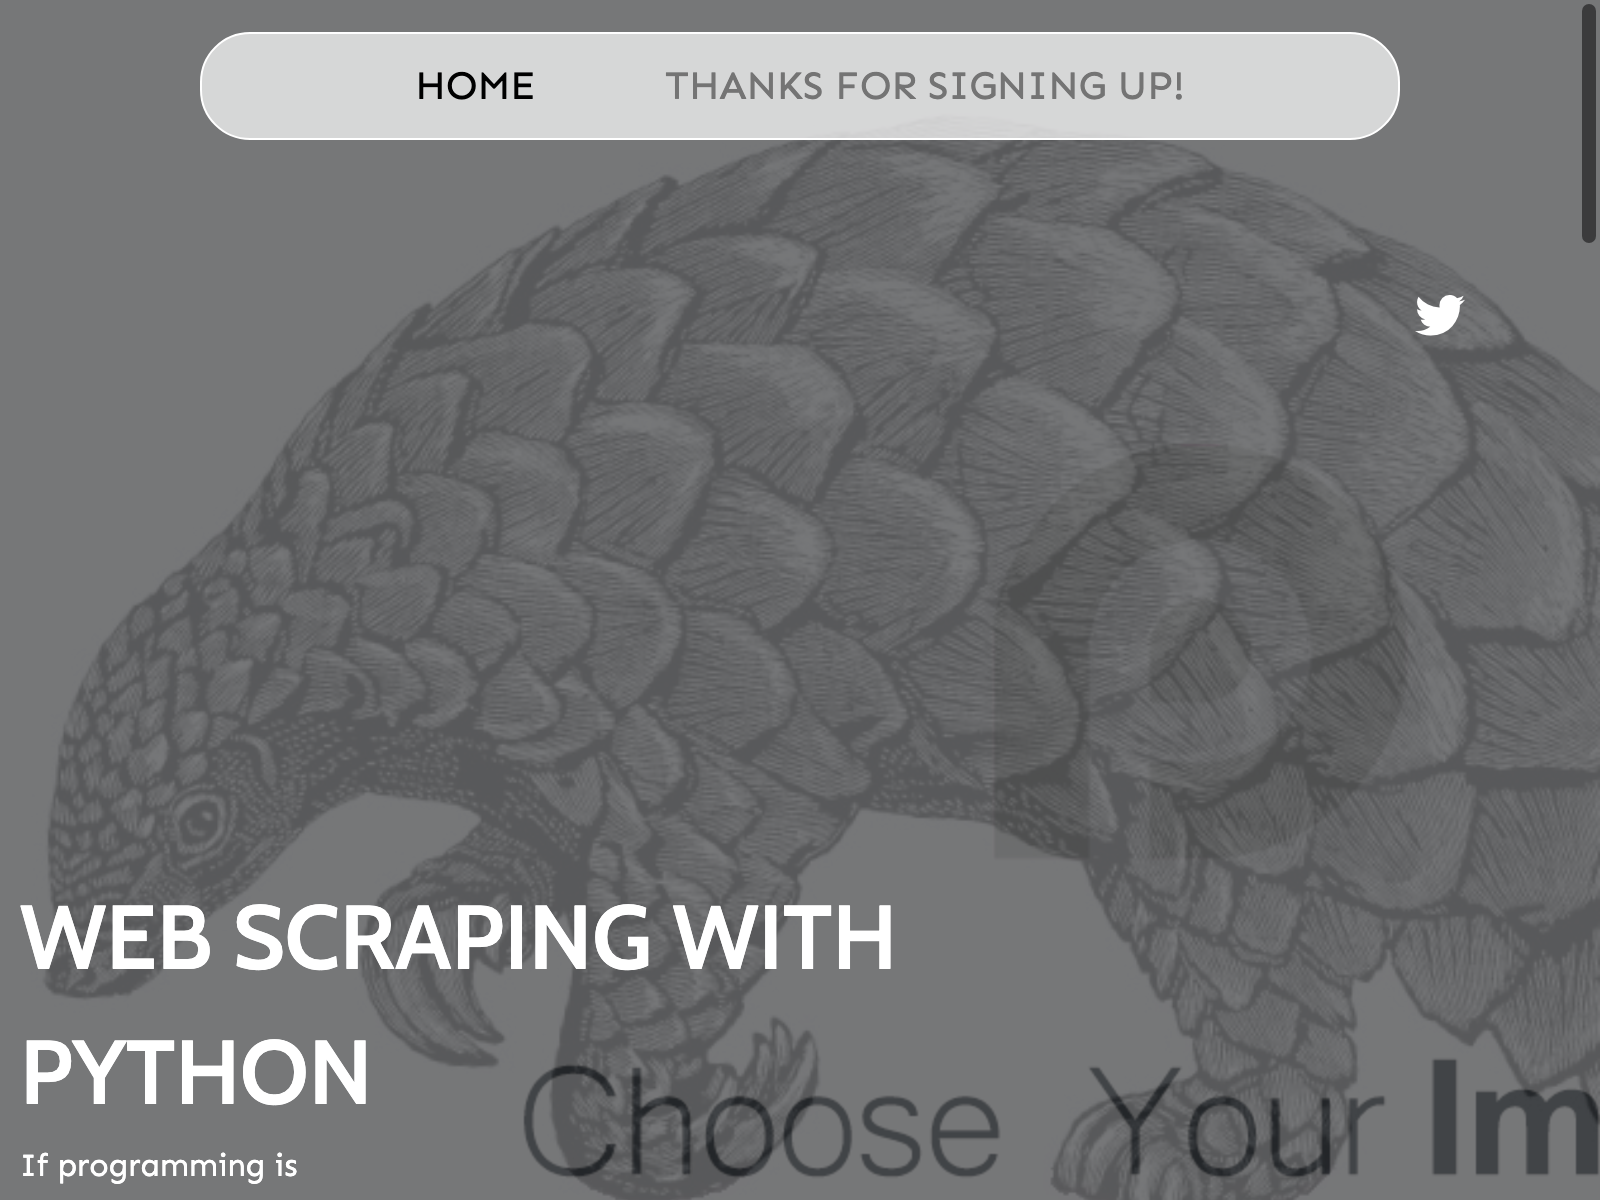 HOME THANKS FOR SIGNING UP!
WEB SCRAPING WITH
PYTHON
Choose Your Im
If programming is